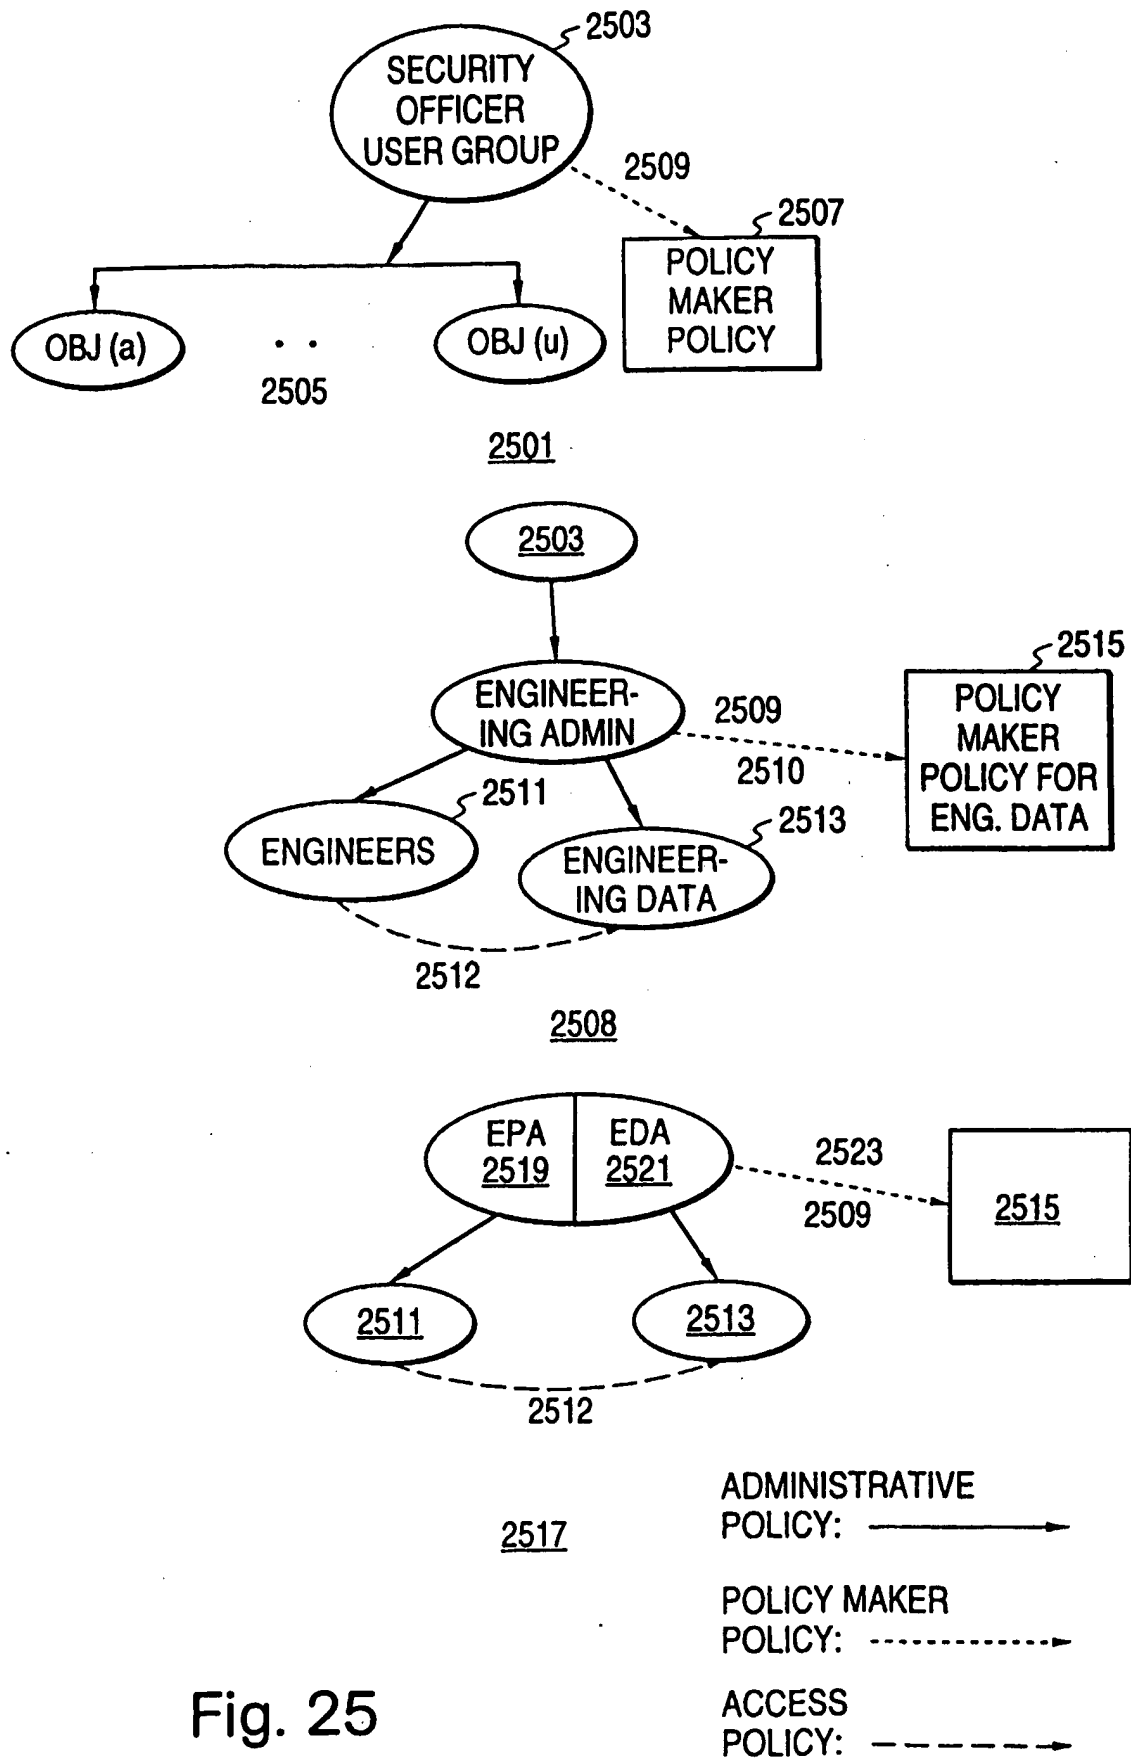 2503
SECURITY
OFFICER
USER GROUP
2509
2507
POLICY
MAKER
POLICY
OBJ (a)
. .
OBJ (u)
2505
2501
2503
2515
ENGINEER-
ING ADMIN
2509
2510
POLICY
MAKER
POLICY FOR
ENG. DATA
2511
2513
ENGINEERS
ENGINEER-
ING DATA
2512
2508
EPA
2519
EDA
2521
2523
2509
2515
2511
2513
2512
2517
ADMINISTRATIVE
POLICY:
POLICY MAKER
POLICY:
ACCESS
POLICY:
Fig. 25